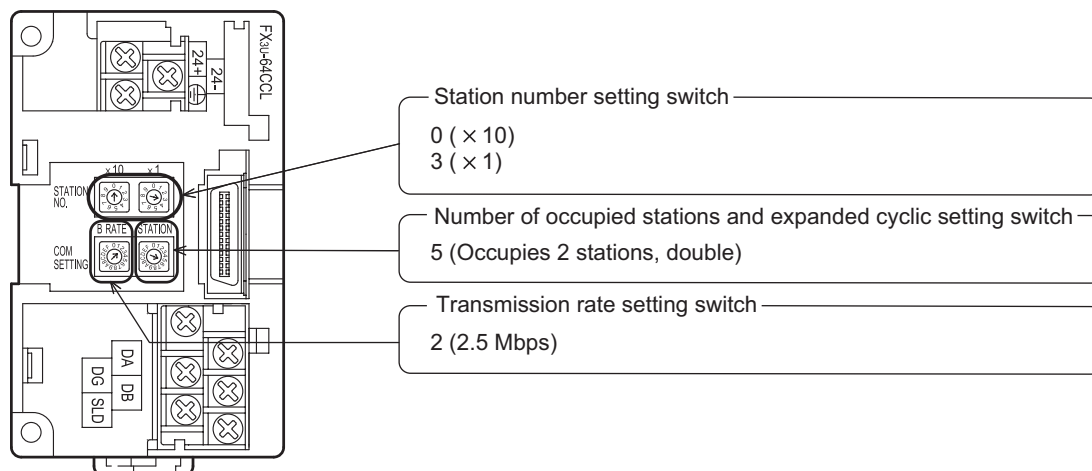 FX3U-64CCL
24+
24-
Station number setting switch
0 ( × 10)
3 ( × 1)
×10 ×1
STATION NO.
Number of occupied stations and expanded cyclic setting switch
5 (Occupies 2 stations, double)
B RATE STATION
COM SETTING
Transmission rate setting switch
2 (2.5 Mbps)
DA
DG
DB
SLD